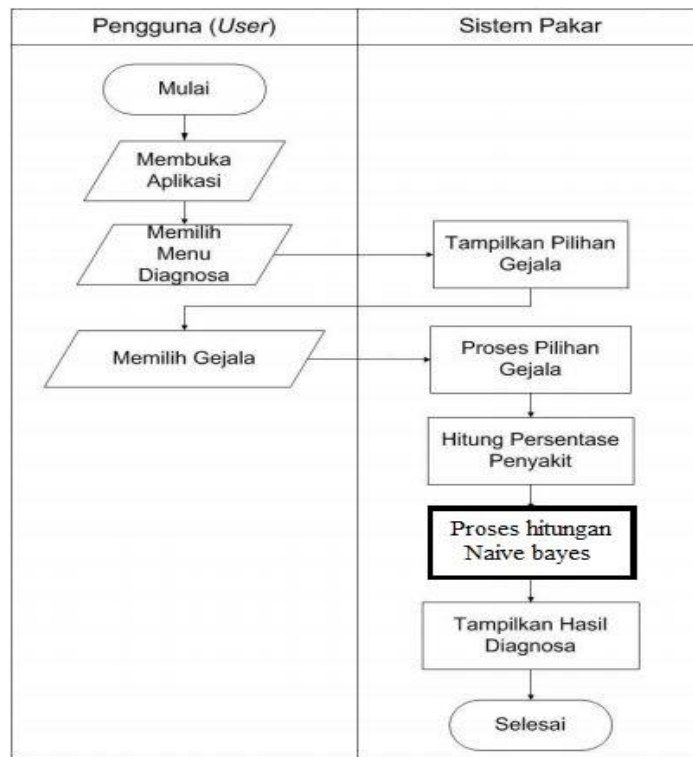 Pengguna (User)
Sistem Pakar
Mulai
Membuka
Aplikasi
Memilih
Menu
Diagnosa
Tampilkan Pilihan
Gejala
Memilih Gejala
Proses Pilihan
Gejala
Hitung Persentase
Penyakit
Proses hitungan
Naive bayes
Tampilkan Hasil
Diagnosa
Selesai